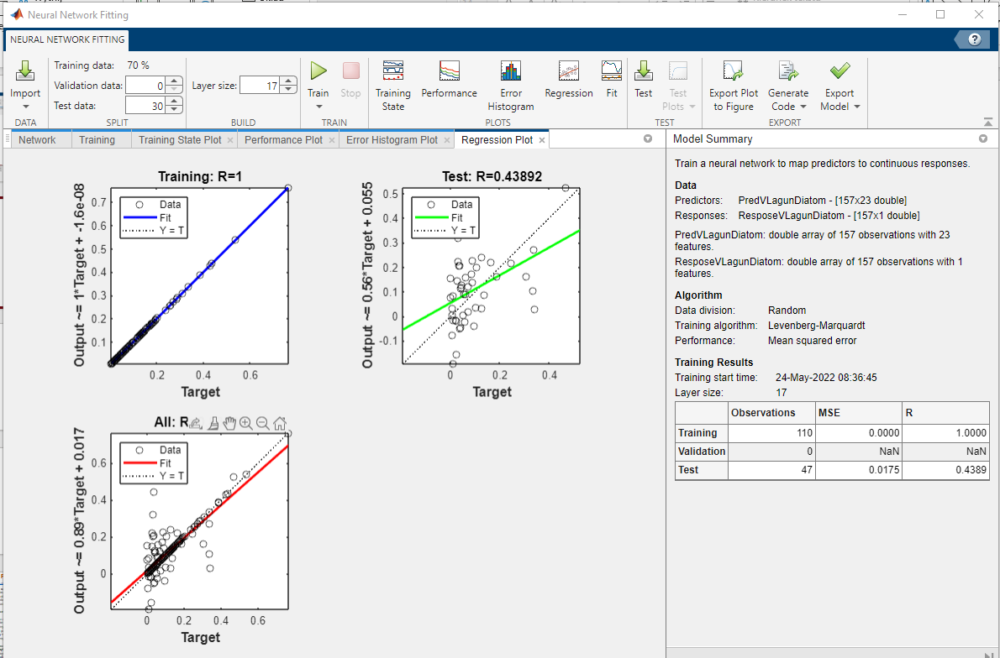 Neural Network Fitting
NEURAL NETWORK FITTING
Import
DATA
Training data: 70 %
Validation data: 0
Test data: 30
SPLIT
Layer size: 17
BUILD
Train
Stop
TRAIN
Training
State
Performance
Error
Histogram
Regression
Fit
PLOTS
Test
Test
Plots
TEST
Export Plot
to Figure
Generate
Code
Export
Model
EXPORT
Network
Training
Training State Plot
Performance Plot
Error Histogram Plot
Regression Plot
Training: R=1
Output ~= 1*Target + -1.6e-08
0.7
0.6
0.5
0.4
0.3
0.2
0.1
Data
Fit
Y = T
0.2 0.4 0.6
Target
Test: R=0.43892
Output ~= 0.56*Target + 0.055
0.5
0.4
0.3
0.2
0.1
0
-0.1
Data
Fit
Y = T
0 0.2 0.4
Target
All: R
Output ~= 0.89*Target + 0.017
0.6
0.4
0.2
0
Data
Fit
Y = T
0 0.2 0.4 0.6
Target
Model Summary
Train a neural network to map predictors to continuous responses.
Data
Predictors: PredVLagunDiatom - [157x23 double]
Responses: ResposeVLagunDiatom - [157x1 double]
PredVLagunDiatom: double array of 157 observations with 23
features.
ResposeVLagunDiatom: double array of 157 observations with 1
features.
Algorithm
Data division: Random
Training algorithm: Levenberg-Marquardt
Performance: Mean squared error
Training Results
Training start time: 24-May-2022 08:36:45
Layer size: 17
Observations MSE R
Training 110 0.0000 1.0000
Validation 0 NaN NaN
Test 47 0.0175 0.4389